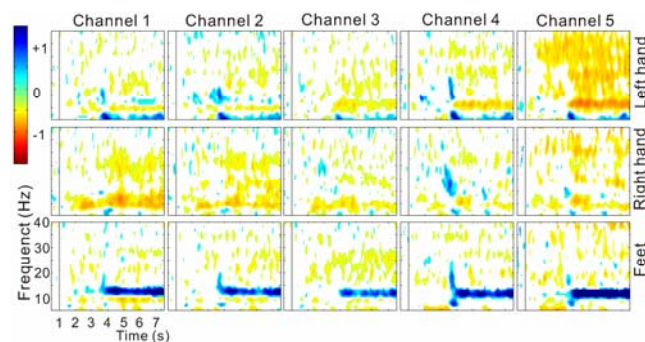 Channel 1 Channel 2 Channel 3 Channel 4 Channel 5
+1
0
-1
Left hand
Right hand
Feet
Frequenct (Hz)
40
30
20
10
1 2 3 4 5 6 7
Time (s)